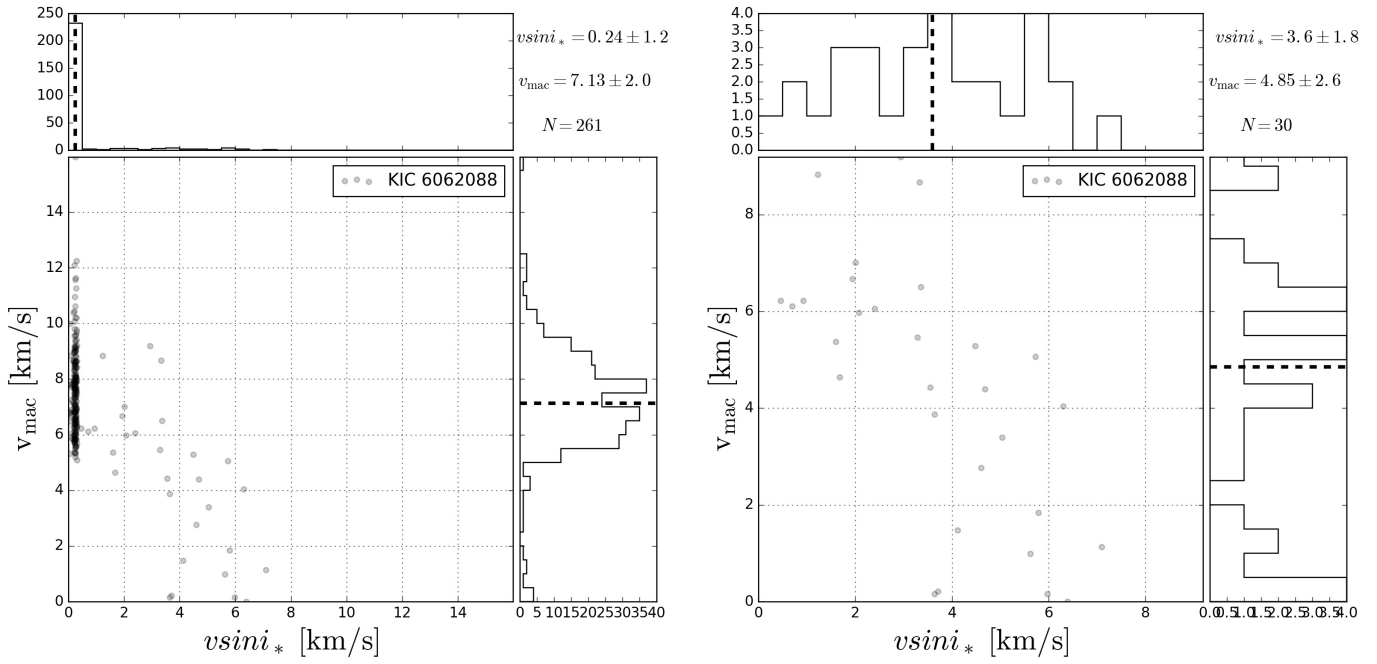 250
200
150
100
50
0
vsini∗ = 0.24 ± 1.2
v_mac = 7.13 ± 2.0
N = 261
KIC 6062088
14
12
10
8
6
4
2
0
v_mac [km/s]
0 2 4 6 8 10 12 14
0 5 10 15 20 25 30 35 40
vsini∗ [km/s]
4.0
3.5
3.0
2.5
2.0
1.5
1.0
0.5
0.0
vsini∗ = 3.6 ± 1.8
v_mac = 4.85 ± 2.6
N = 30
KIC 6062088
8
6
4
2
0
v_mac [km/s]
0 2 4 6 8
0.0 0.5 1.0 1.5 2.0 2.5 3.0 3.5 4.0
vsini∗ [km/s]